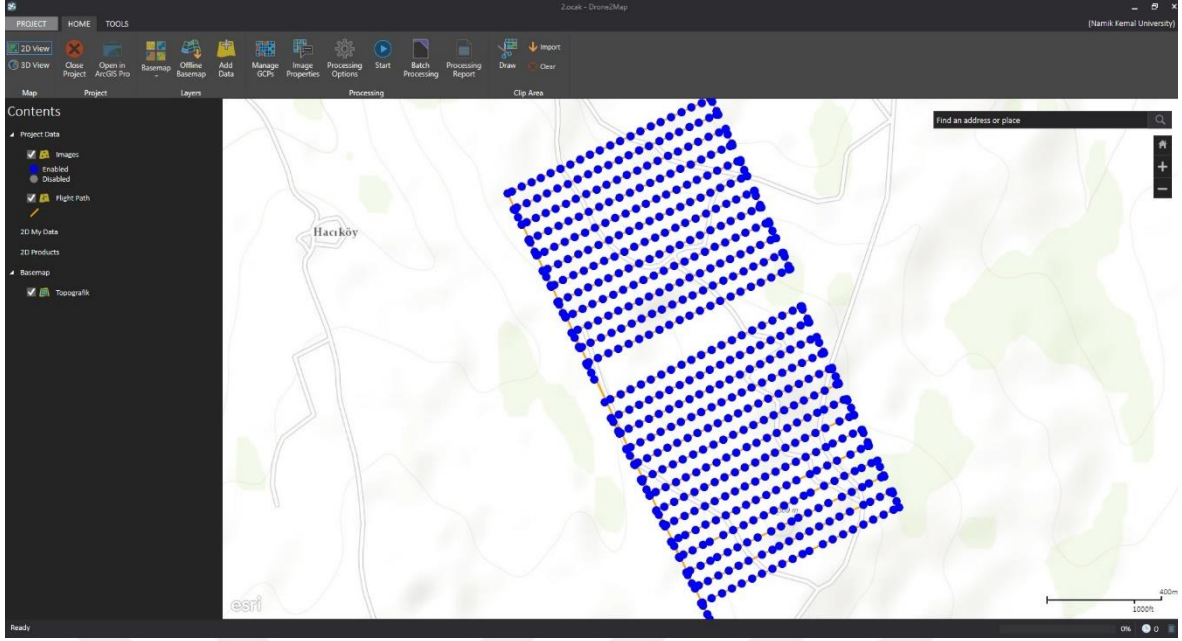 2.ocak - Drone2Map
PROJECT HOME TOOLS
(Namik Kemal University)
2D View
3D View
Map
Close Project
Open in ArcGIS Pro
Project
Basemap
Offline Basemap
Add Data
Layers
Manage GCPs
Image Properties
Processing Options
Start
Batch Processing
Processing Report
Processing
Draw
Import
Clear
Clip Area
Contents
Project Data
Images
Enabled
Disabled
Flight Path
2D My Data
2D Products
Basemap
Topografik
Find an address or place
Hacıköy
esri
400m
1000ft
Ready
0%
0